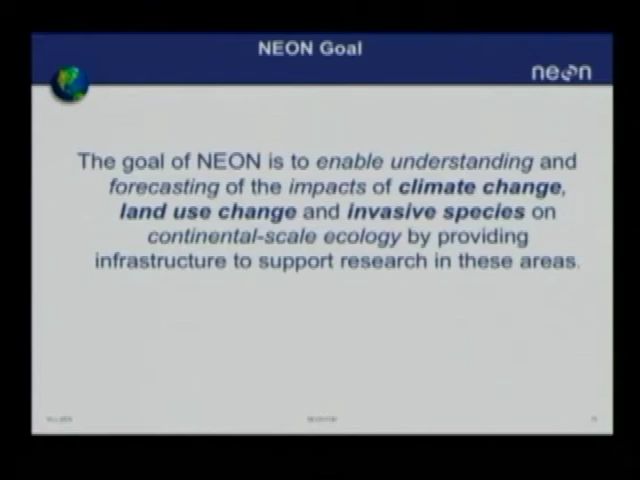 NEON Goal
neon
The goal of NEON is to enable understanding and
forecasting of the impacts of climate change,
land use change and invasive species on
continental-scale ecology by providing
infrastructure to support research in these areas.